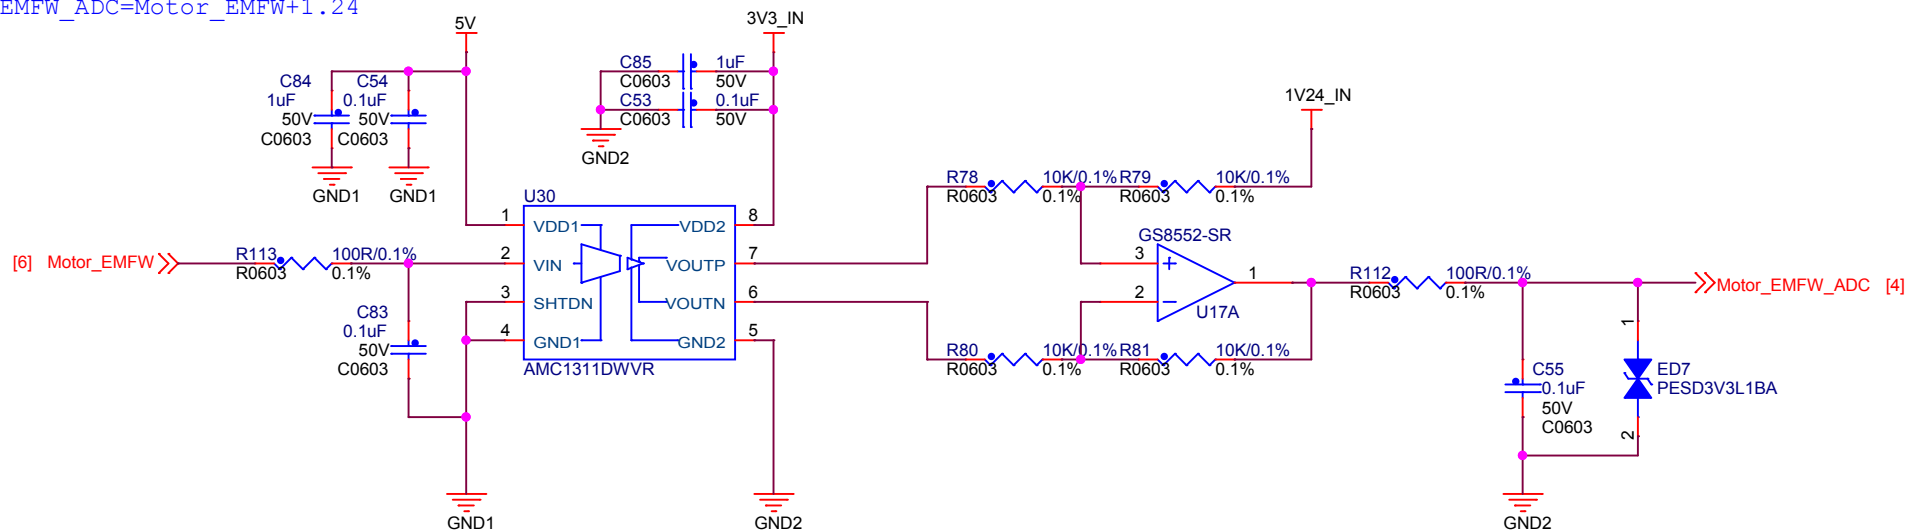 EMFW_ADC=Motor_EMFW+1.24
5V
3V3_IN
C84
1uF
50V
C0603
C54
0.1uF
50V
C0603
GND1
GND1
C85
C0603
1uF
50V
C53
C0603
0.1uF
50V
GND2
1V24_IN
R78
R0603
10K/0.1%
0.1%
R79
R0603
10K/0.1%
0.1%
U30
1
VDD1
VDD2
8
[6]
Motor_EMFW
R113
R0603
100R/0.1%
0.1%
2
VIN
VOUTP
7
3
SHTDN
VOUTN
6
4
GND1
GND2
5
AMC1311DWVR
C83
0.1uF
50V
C0603
GS8552-SR
3
2
1
U17A
R80
R0603
10K/0.1%
0.1%
R81
R0603
10K/0.1%
0.1%
R112
R0603
100R/0.1%
0.1%
Motor_EMFW_ADC
[4]
C55
0.1uF
50V
C0603
1
ED7
PESD3V3L1BA
2
GND1
GND2
GND2